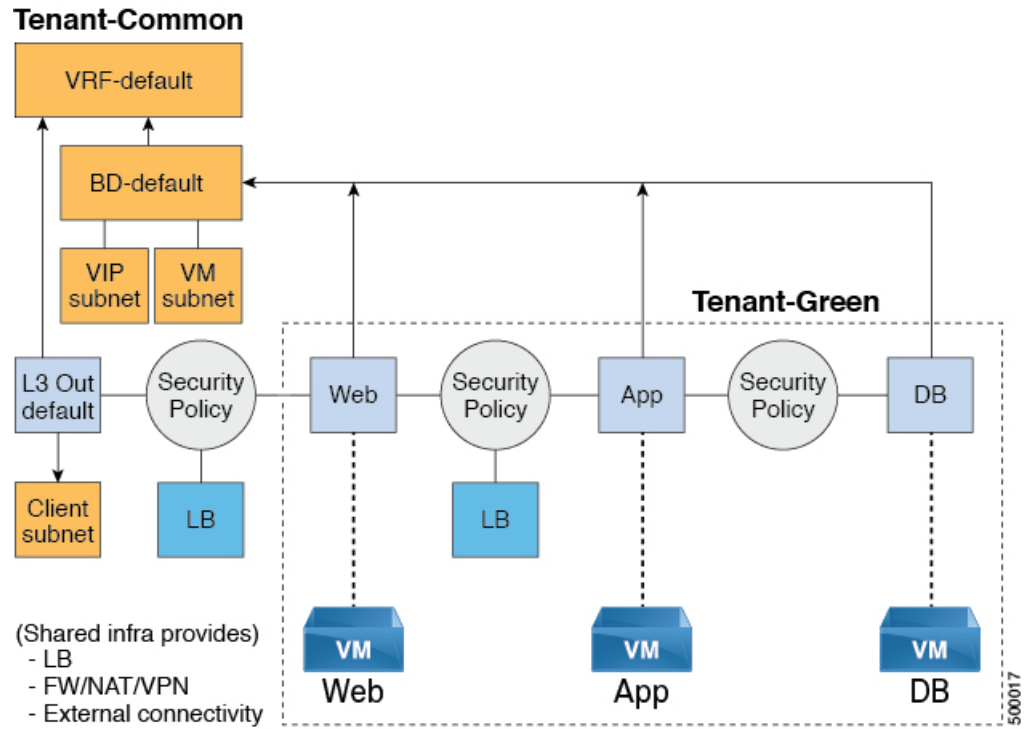 Tenant-Common
VRF-default
BD-default
VIP
subnet
VM
subnet
Tenant-Green
L3 Out
default
Security
Policy
Web
Security
Policy
App
Security
Policy
DB
Client
subnet
LB
LB
(Shared infra provides)
- LB
- FW/NAT/VPN
- External connectivity
VM
Web
VM
App
VM
DB
500017